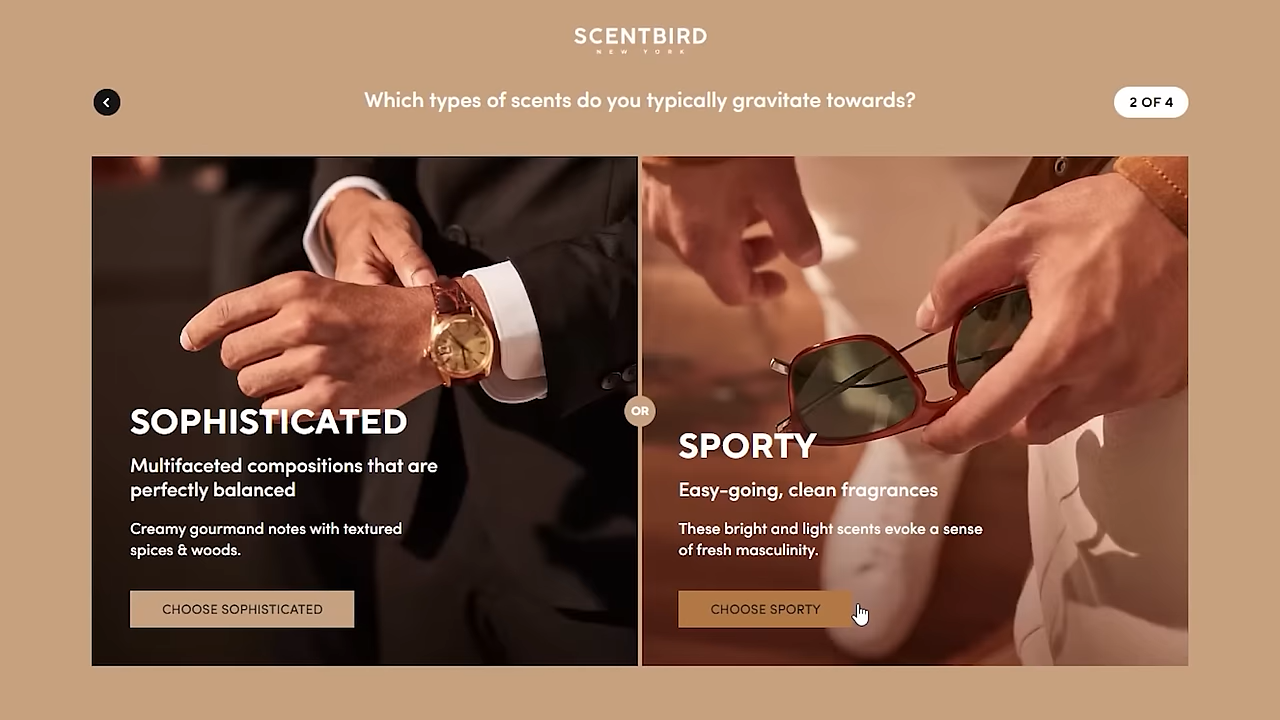 SCENTBIRD
NEW YORK
Which types of scents do you typically gravitate towards?
2 OF 4
SOPHISTICATED
Multifaceted compositions that are
perfectly balanced
Creamy gourmand notes with textured
spices & woods.
CHOOSE SOPHISTICATED
OR
SPORTY
Easy-going, clean fragrances
These bright and light scents evoke a sense
of fresh masculinity.
CHOOSE SPORTY